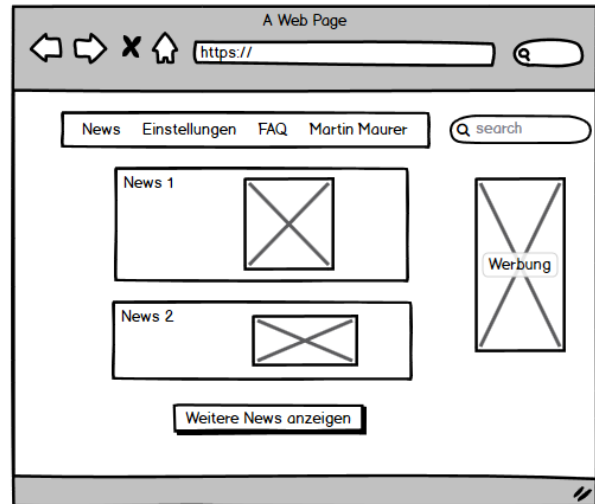 A Web Page
https://
News Einstellungen FAQ Martin Maurer
search
News 1
Werbung
News 2
Weitere News anzeigen